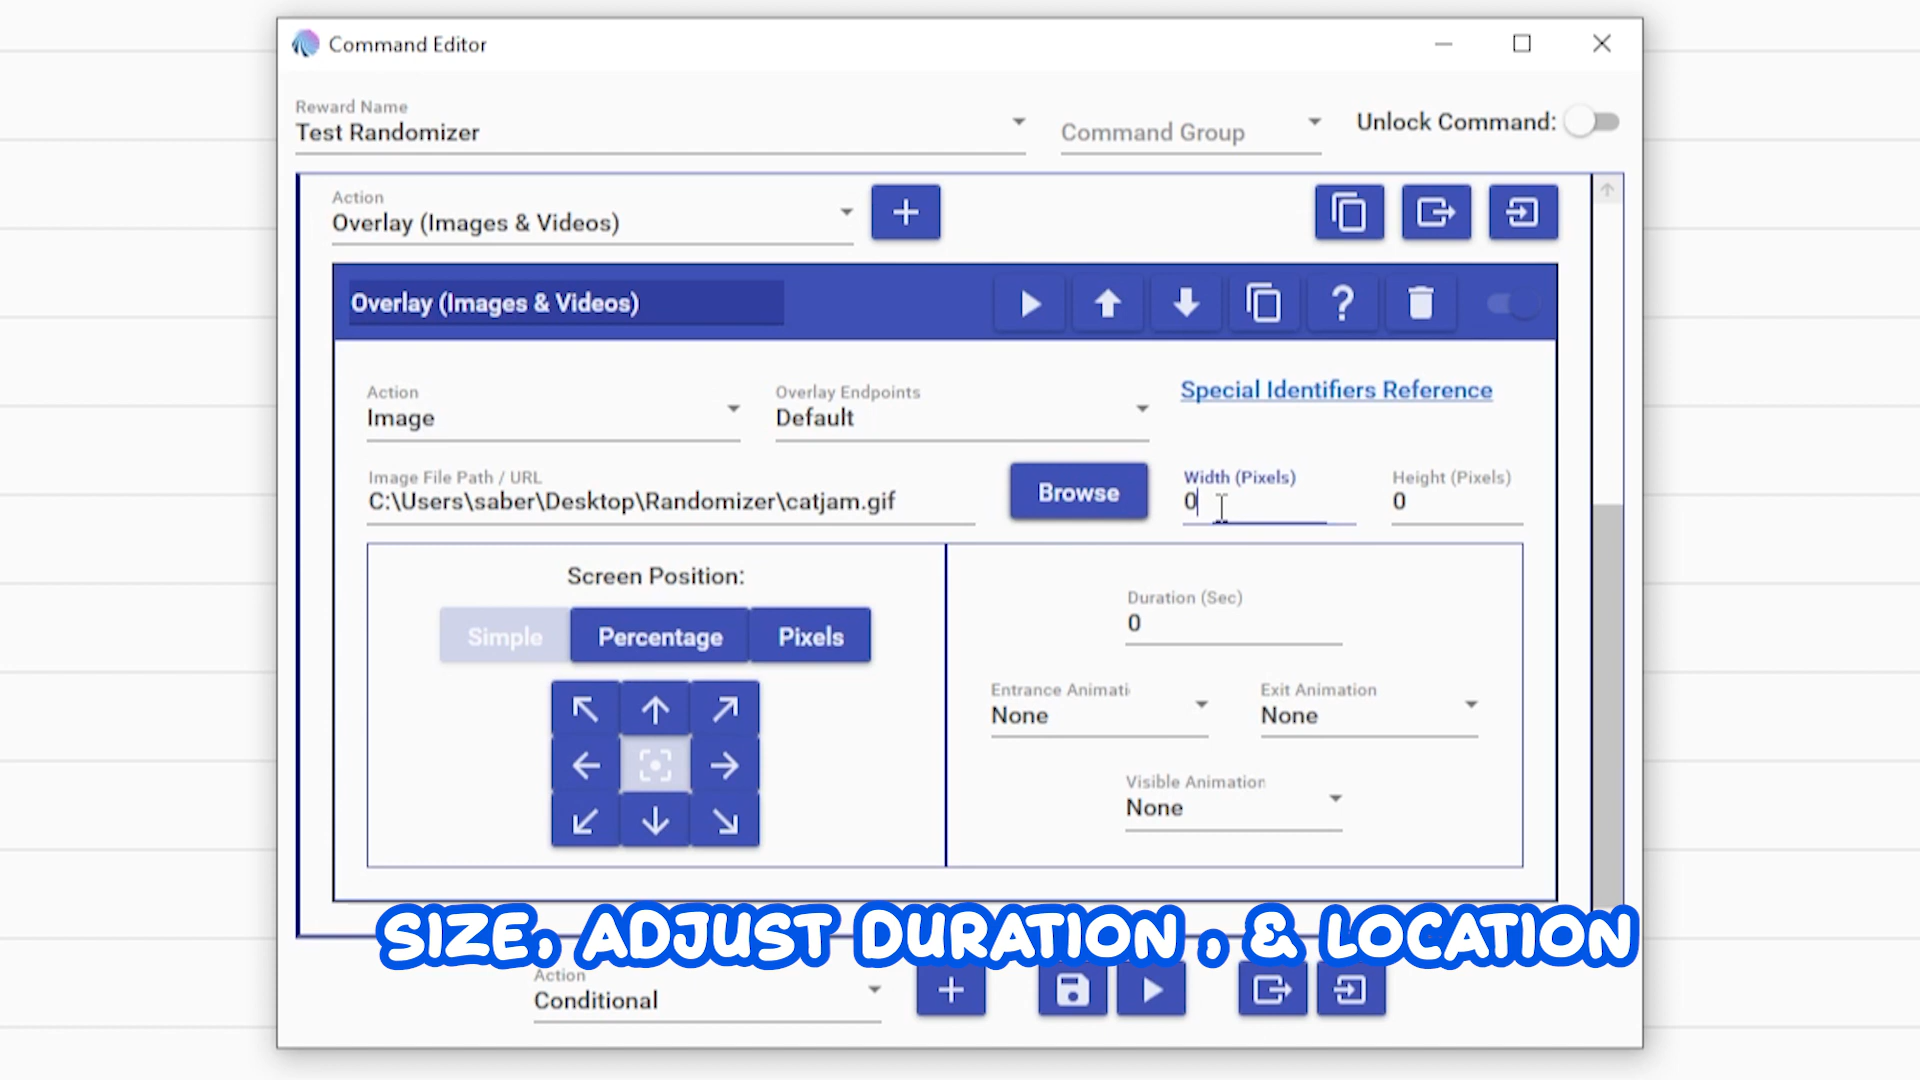 Command Editor
Reward Name
Test Randomizer
Command Group
Unlock Command:
Action
Overlay (Images & Videos)
Overlay (Images & Videos)
Action
Image
Overlay Endpoints
Default
Special Identifiers Reference
Image File Path / URL
C:\Users\saber\Desktop\Randomizer\catjam.gif
Browse
Width (Pixels)
0
Height (Pixels)
0
Screen Position:
Simple
Percentage
Pixels
Duration (Sec)
0
Entrance Animati
None
Exit Animation
None
Visible Animation
None
SIZE, ADJUST DURATION , & LOCATION
Action
Conditional